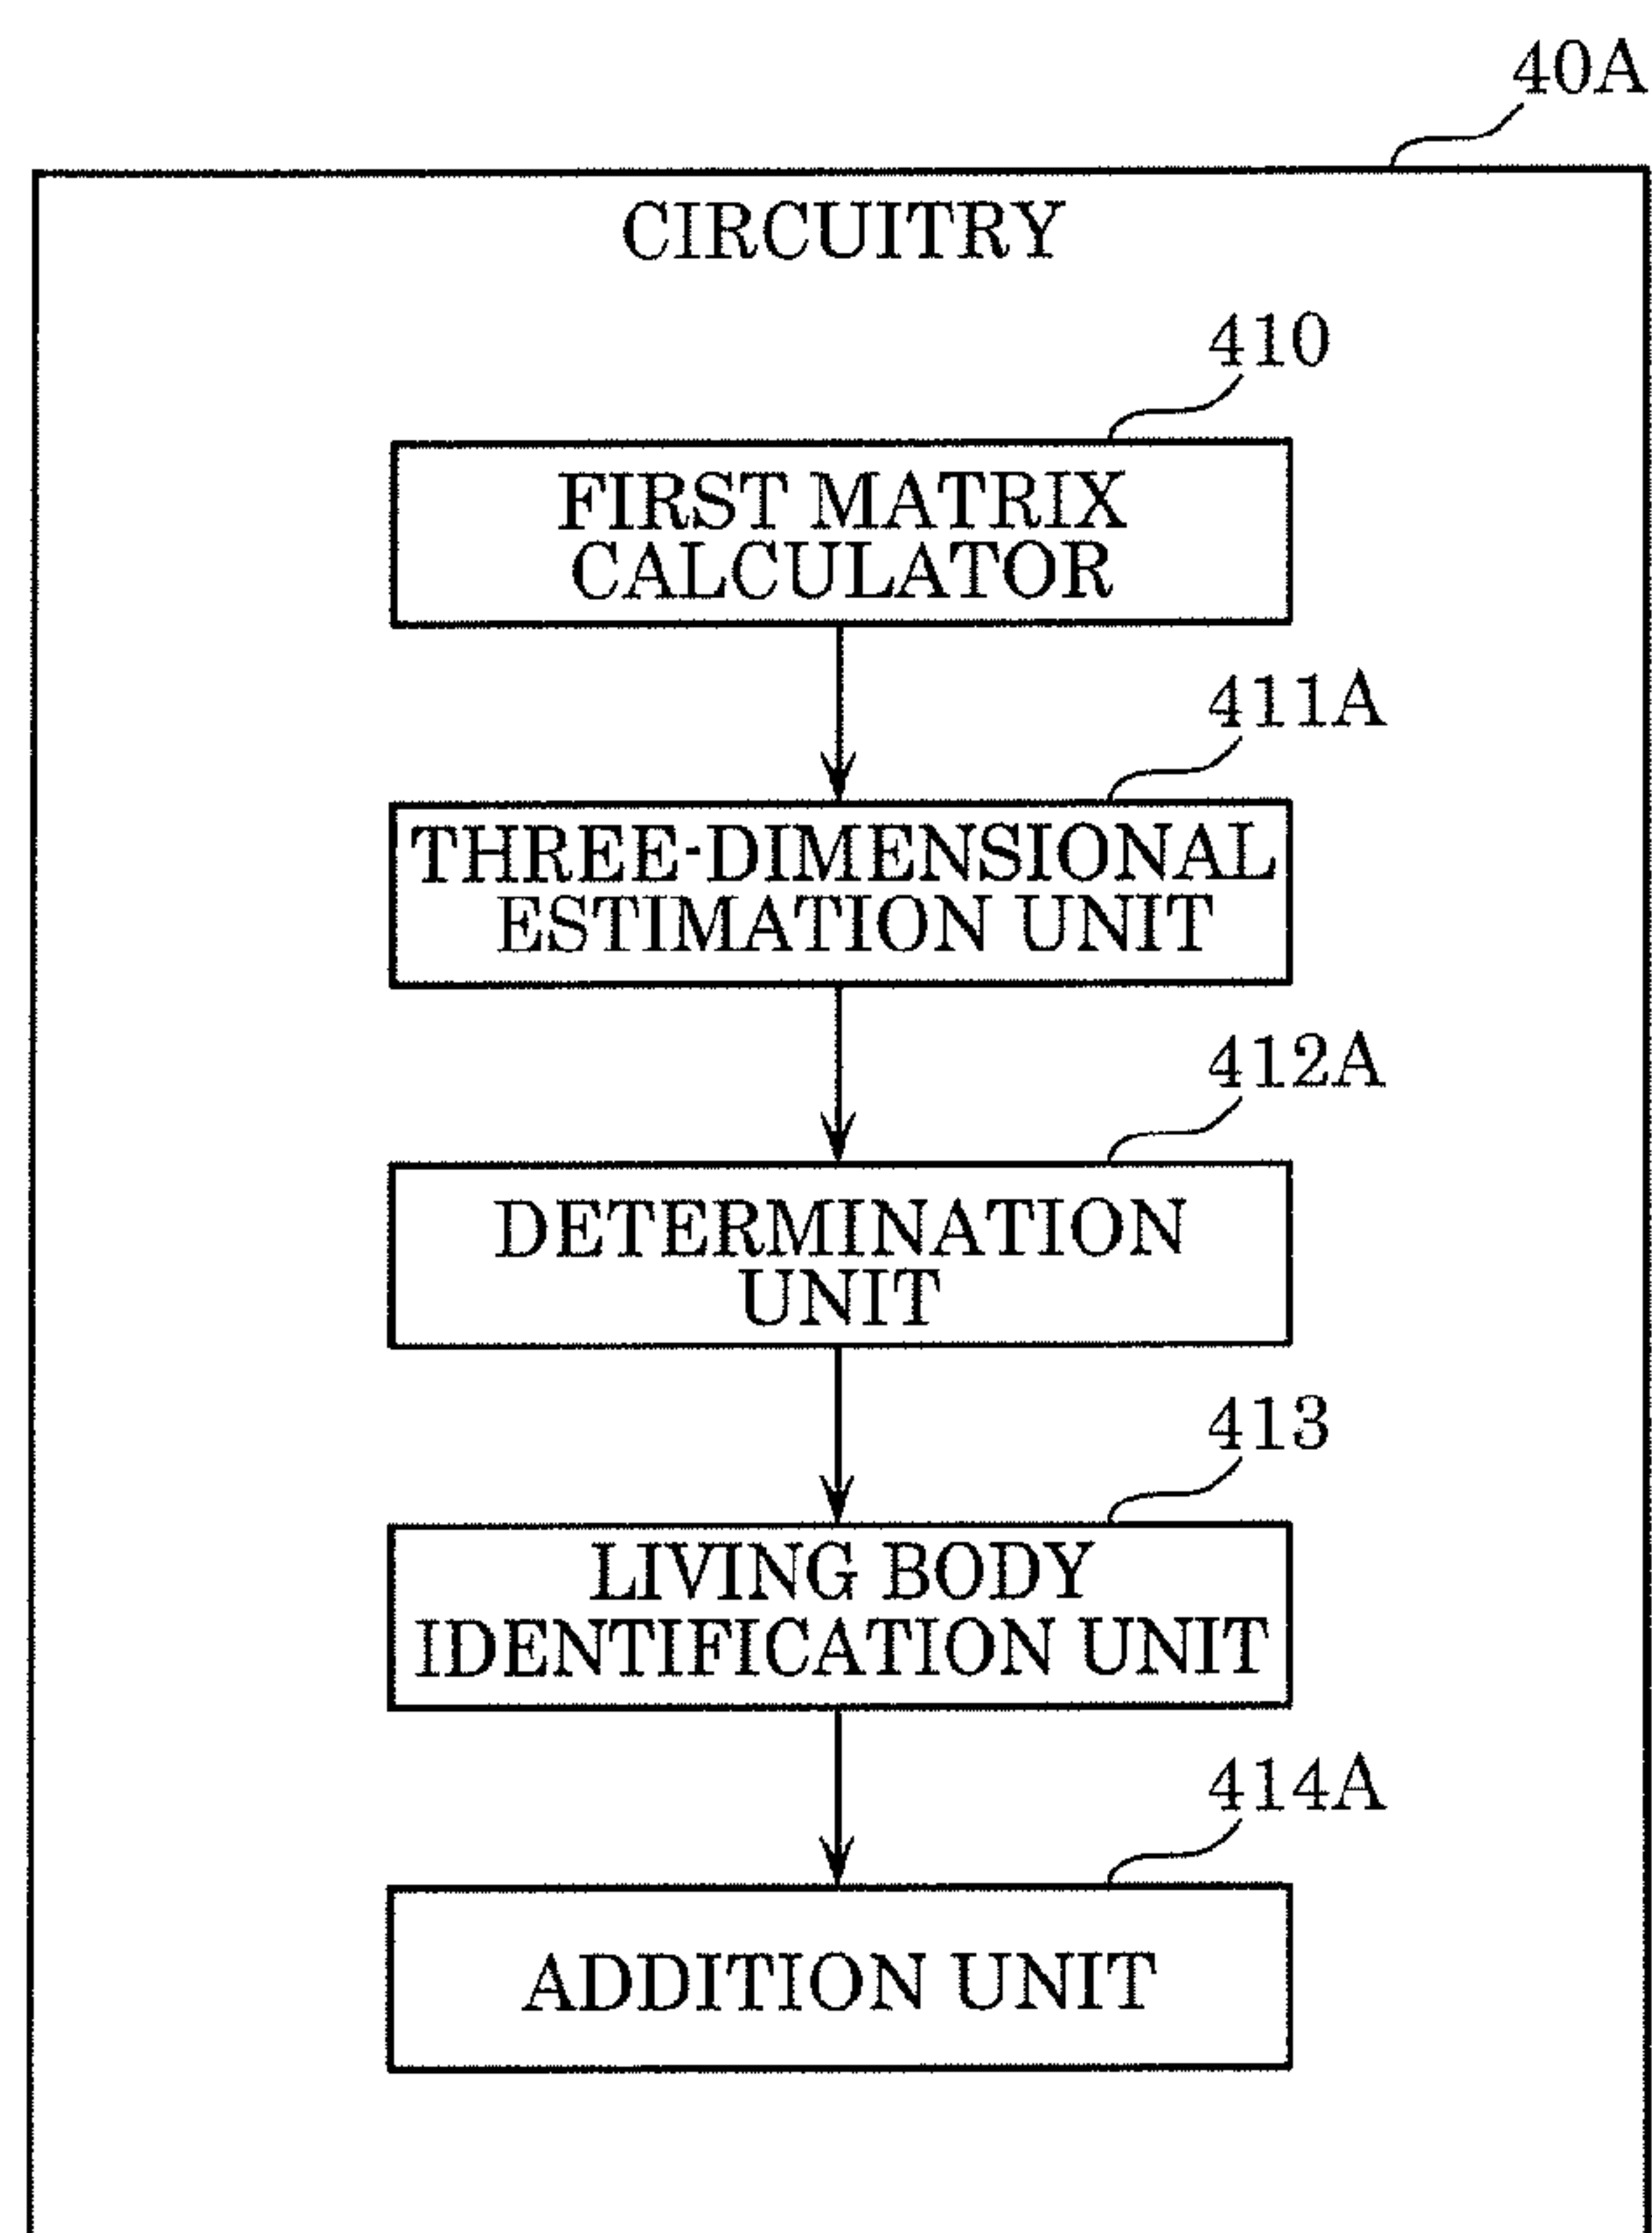 40A
CIRCUITRY
410
FIRST MATRIX
CALCULATOR
411A
THREE-DIMENSIONAL
ESTIMATION UNIT
412A
DETERMINATION
UNIT
413
LIVING BODY
IDENTIFICATION UNIT
414A
ADDITION UNIT